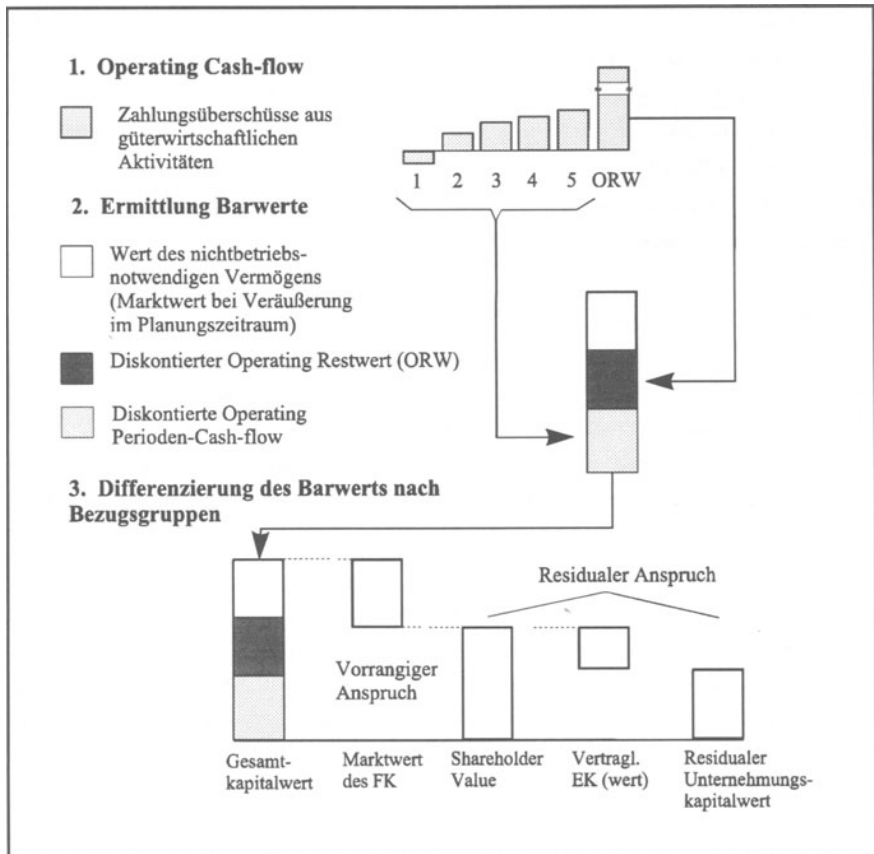 1. Operating Cash-flow
Zahlungsüberschüsse aus
güterwirtschaftlichen
Aktivitäten
1 2 3 4 5 ORW
2. Ermittlung Barwerte
Wert des nichtbetriebs-
notwendigen Vermögens
(Marktwert bei Veräußerung
im Planungszeitraum)
Diskontierter Operating Restwert (ORW)
Diskontierte Operating
Perioden-Cash-flow
3. Differenzierung des Barwerts nach
Bezugsgruppen
Residualer Anspruch
Vorrangiger
Anspruch
Gesamt-
kapitalwert
Marktwert
des FK
Shareholder
Value
Vertragl.
EK (wert)
Residualer
Unternehmungs-
kapitalwert